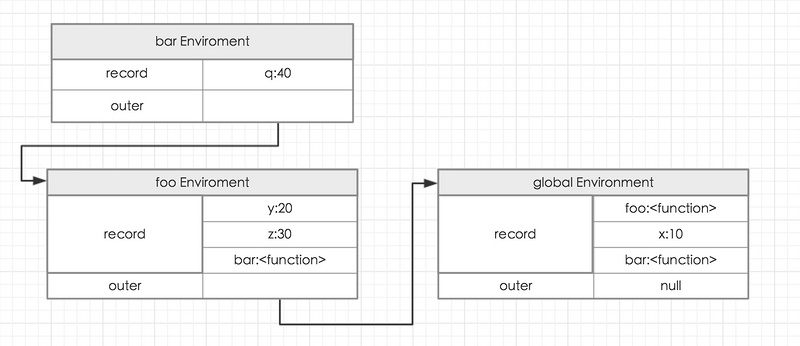 bar Enviroment
record q:40
outer
foo Enviroment
record
y:20
z:30
bar:<function>
outer
global Environment
record
foo:<function>
x:10
bar:<function>
outer null